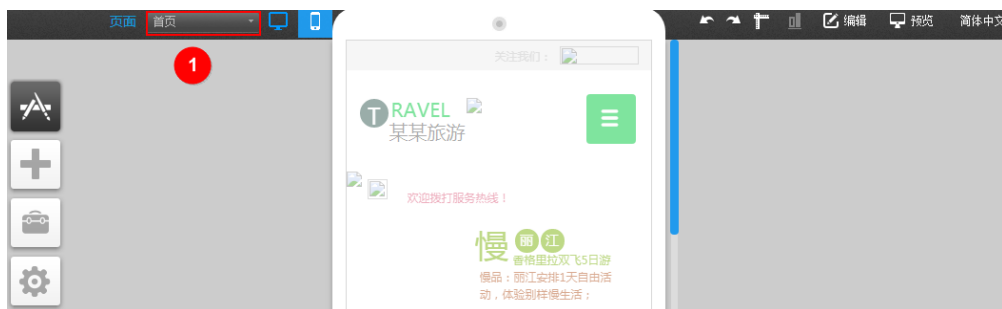 页面 首页 编辑 预览 简体中文
1
关注我们：
T RAVEL
某某旅游
欢迎拨打服务热线！
慢 丽 江
香格里拉双飞5日游
慢品：丽江安排1天自由活
动，体验别样慢生活；